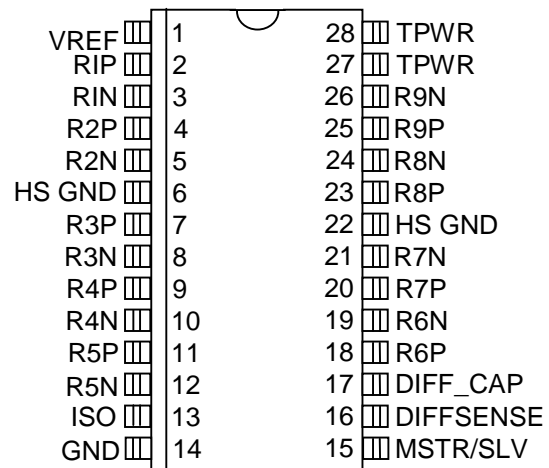 VREF 1 28 TPWR
RIP 2 27 TPWR
RIN 3 26 R9N
R2P 4 25 R9P
R2N 5 24 R8N
HS GND 6 23 R8P
R3P 7 22 HS GND
R3N 8 21 R7N
R4P 9 20 R7P
R4N 10 19 R6N
R5P 11 18 R6P
R5N 12 17 DIFF_CAP
ISO 13 16 DIFFSENSE
GND 14 15 MSTR/SLV